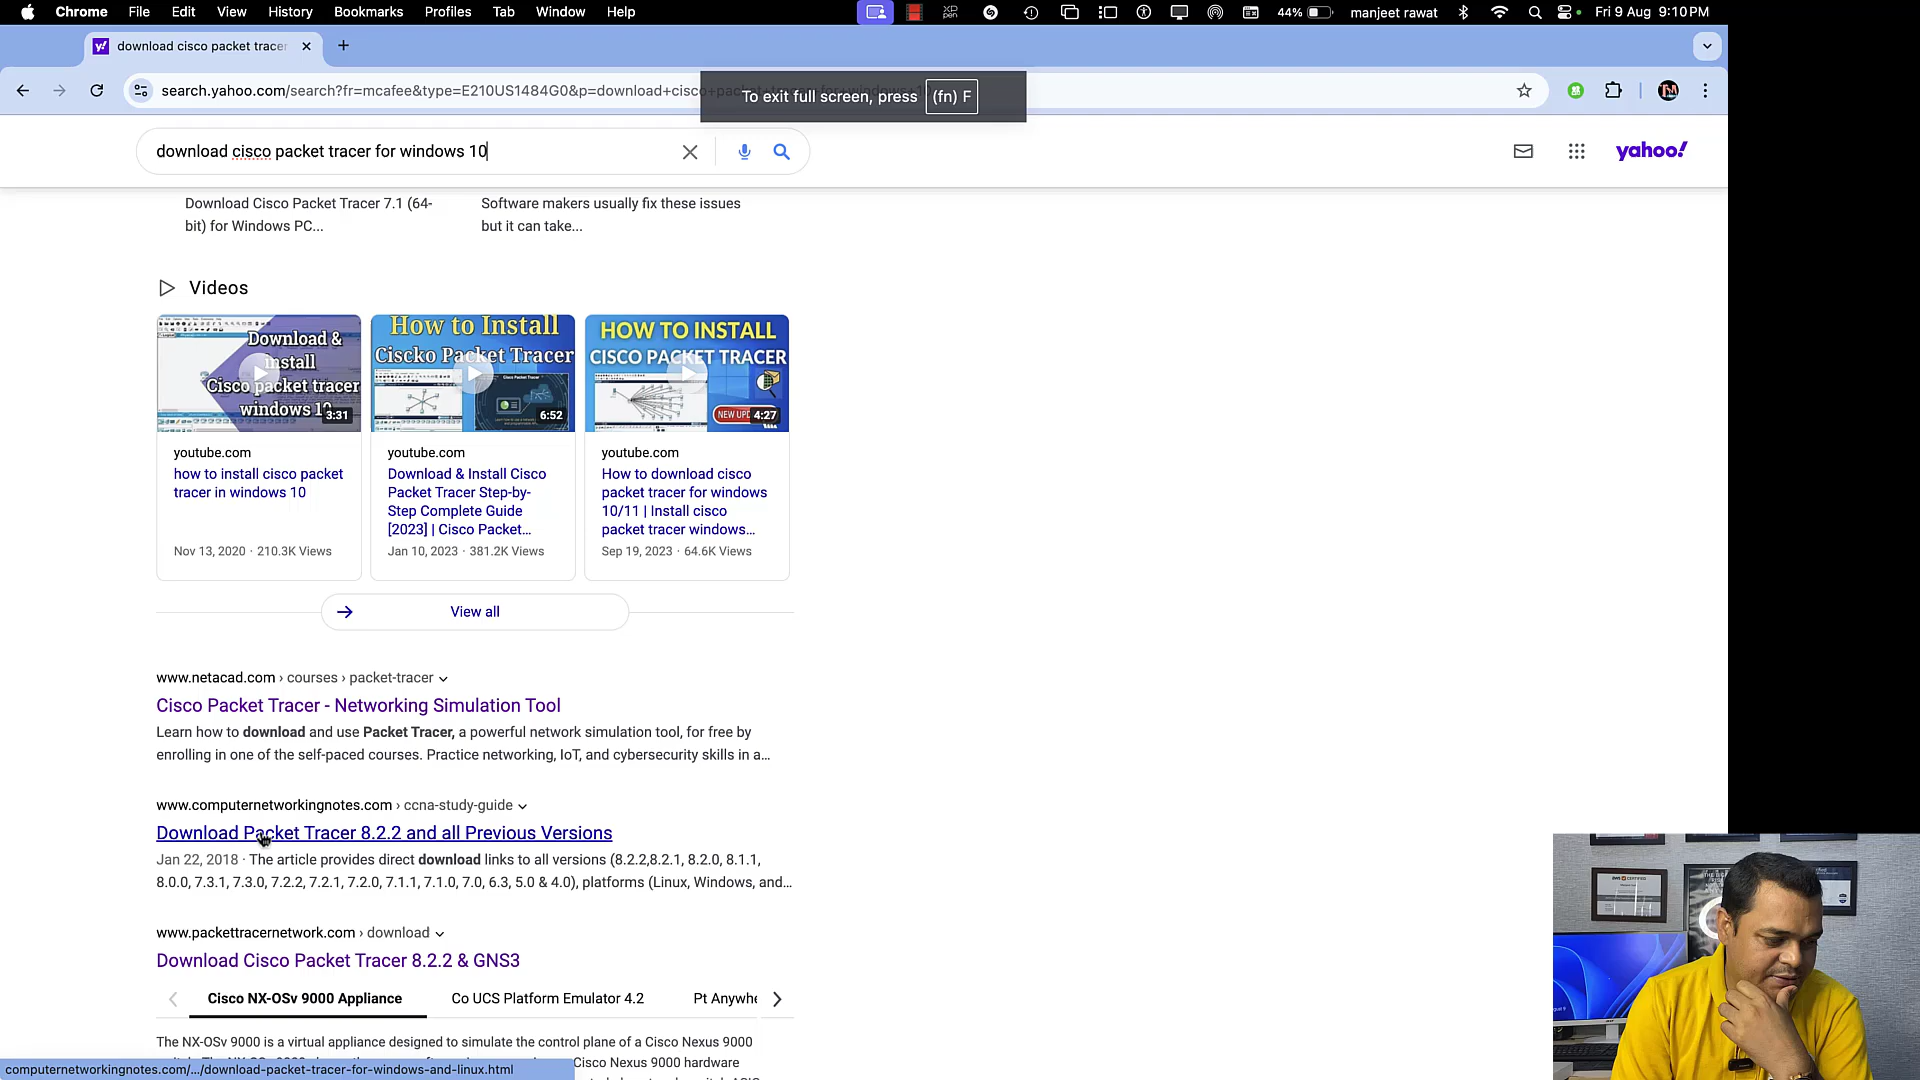 Chrome File Edit View History Bookmarks Profiles Tab Window Help
44% manjeet rawat Fri 9 Aug 9:10 PM
download cisco packet tracer
search.yahoo.com/search?fr=mcafee&type=E210US1484G0&p=download+cisco+
To exit full screen, press (fn) F
download cisco packet tracer for windows 10
yahoo!
Download Cisco Packet Tracer 7.1 (64-
bit) for Windows PC...
Software makers usually fix these issues
but it can take...
Videos
Download &
install
Cisco packet tracer
windows 10
3:31
youtube.com
how to install cisco packet
tracer in windows 10
Nov 13, 2020 · 210.3K Views
How to Install
Ciscko Packet Tracer
6:52
youtube.com
Download & Install Cisco
Packet Tracer Step-by-
Step Complete Guide
[2023] | Cisco Packet...
Jan 10, 2023 · 381.2K Views
HOW TO INSTALL
CISCO PACKET TRACER
NEW
4:27
youtube.com
How to download cisco
packet tracer for windows
10/11 | Install cisco
packet tracer windows...
Sep 19, 2023 · 64.6K Views
View all
www.netacad.com › courses › packet-tracer
Cisco Packet Tracer - Networking Simulation Tool
Learn how to download and use Packet Tracer, a powerful network simulation tool, for free by
enrolling in one of the self-paced courses. Practice networking, IoT, and cybersecurity skills in a...
www.computernetworkingnotes.com › ccna-study-guide
Download Packet Tracer 8.2.2 and all Previous Versions
Jan 22, 2018 · The article provides direct download links to all versions (8.2.2,8.2.1, 8.2.0, 8.1.1,
8.0.0, 7.3.1, 7.3.0, 7.2.2, 7.2.1, 7.2.0, 7.1.1, 7.1.0, 7.0, 6.3, 5.0 & 4.0), platforms (Linux, Windows, and...
www.packettracernetwork.com › download
Download Cisco Packet Tracer 8.2.2 & GNS3
Cisco NX-OSv 9000 Appliance Co UCS Platform Emulator 4.2 Pt Anywhe
The NX-OSv 9000 is a virtual appliance designed to simulate the control plane of a Cisco Nexus 9000
Cisco Nexus 9000 hardware
computernetworkingnotes.com/.../download-packet-tracer-for-windows-and-linux.html